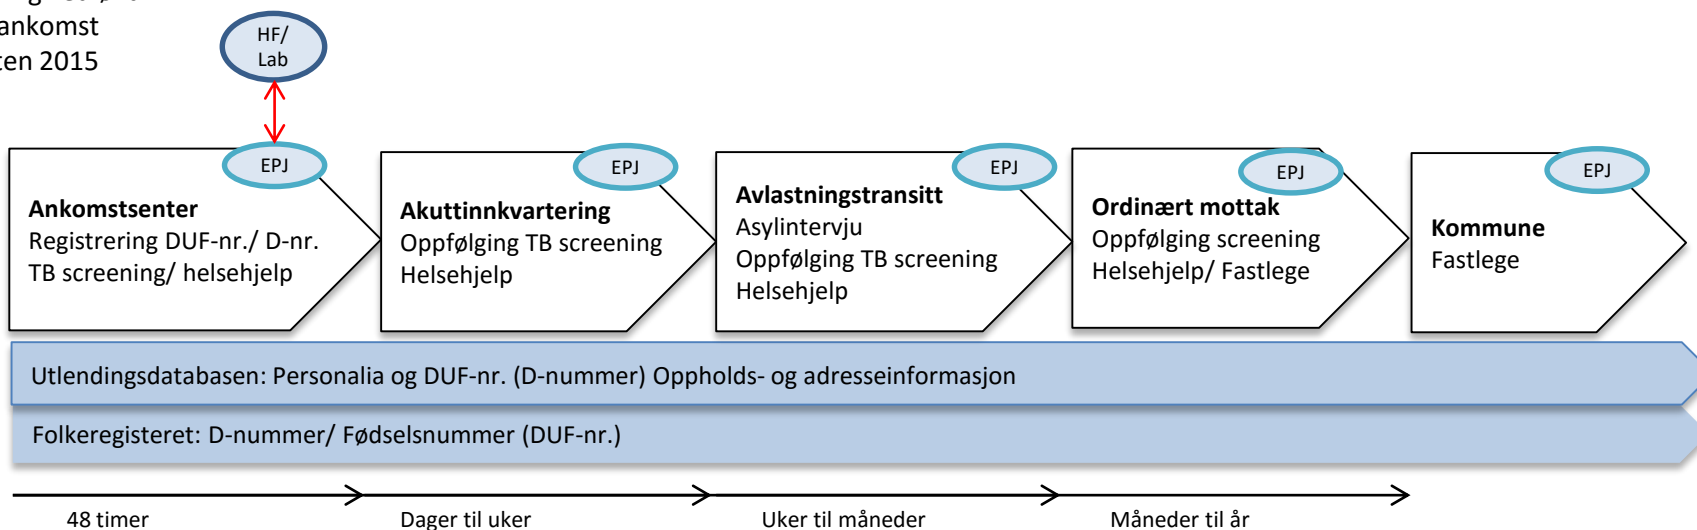 ankomst
ten 2015
HF/
Lab
EPJ
EPJ
EPJ
EPJ
EPJ
Ankomstsenter
Registrering DUF-nr./ D-nr.
TB screening/ helsehjelp
Akuttinnkvartering
Oppfølging TB screening
Helsehjelp
Avlastningstransitt
Asylintervju
Oppfølging TB screening
Helsehjelp
Ordinært mottak
Oppfølging screening
Helsehjelp/ Fastlege
Kommune
Fastlege
Utlendingsdatabasen: Personalia og DUF-nr. (D-nummer) Oppholds- og adresseinformasjon
Folkeregisteret: D-nummer/ Fødselsnummer (DUF-nr.)
48 timer
Dager til uker
Uker til måneder
Måneder til år